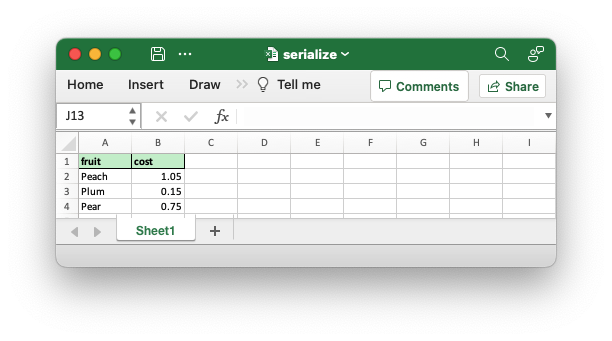 serialize
Home Insert Draw Tell me Comments Share
J13 fx
A B C D E F G H I
1 fruit cost
2 Peach 1.05
3 Plum 0.15
4 Pear 0.75
Sheet1